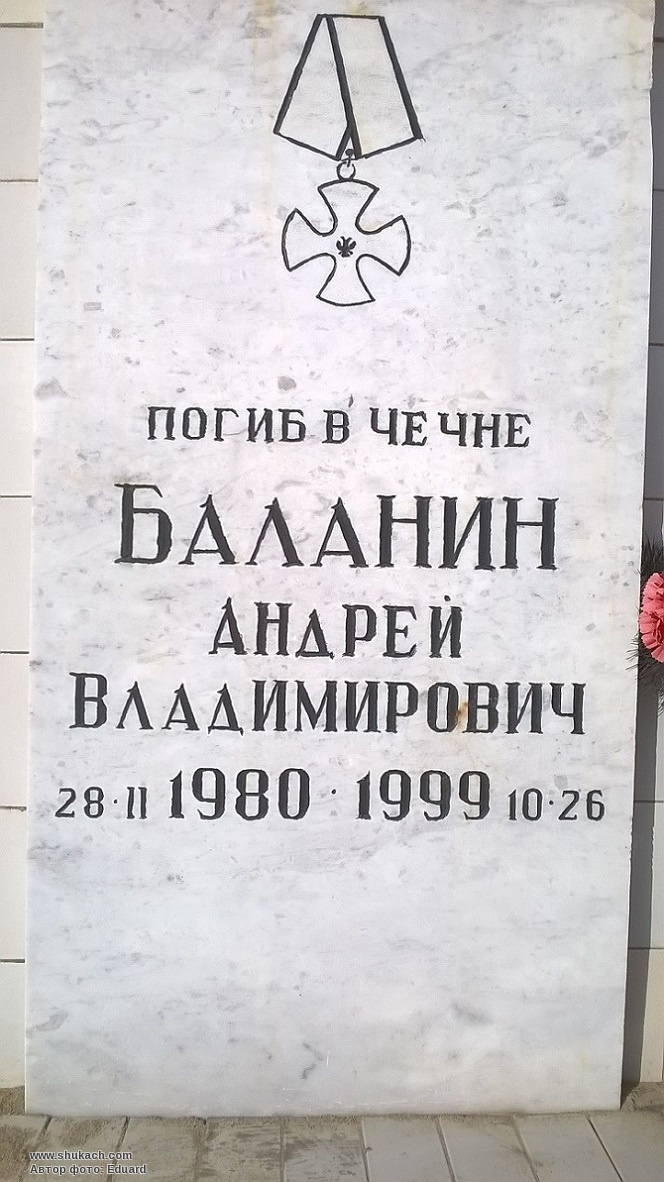 ПОГИБ В ЧЕЧНЕ
БАЛАНИН
АНДРЕЙ
ВЛАДИМИРОВИЧ
28·11 1980 · 1999 10·26
www.shukach.com
Автор фото: Eduard